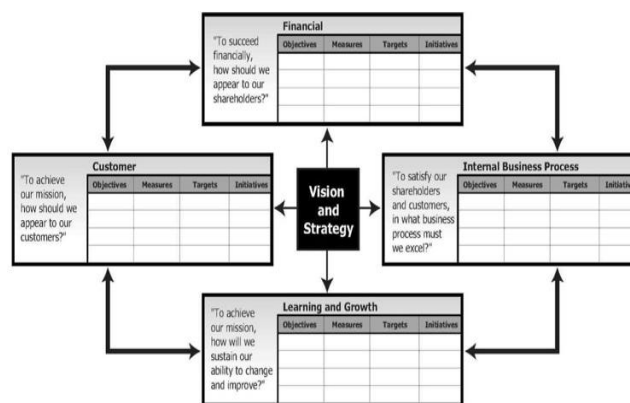 Financial
"To succeed
financially,
how should we
appear to our
shareholders?"
Objectives Measures Targets Initiatives
Customer
"To achieve
our mission,
how should we
appear to our
customers?"
Objectives Measures Targets Initiatives
Vision
and
Strategy
Internal Business Process
"To satisfy our
shareholders
and customers,
in what business
process must
we excel?"
Objectives Measures Targets Initiatives
Learning and Growth
"To achieve
our mission,
how will we
sustain our
ability to change
and improve?"
Objectives Measures Targets Initiatives